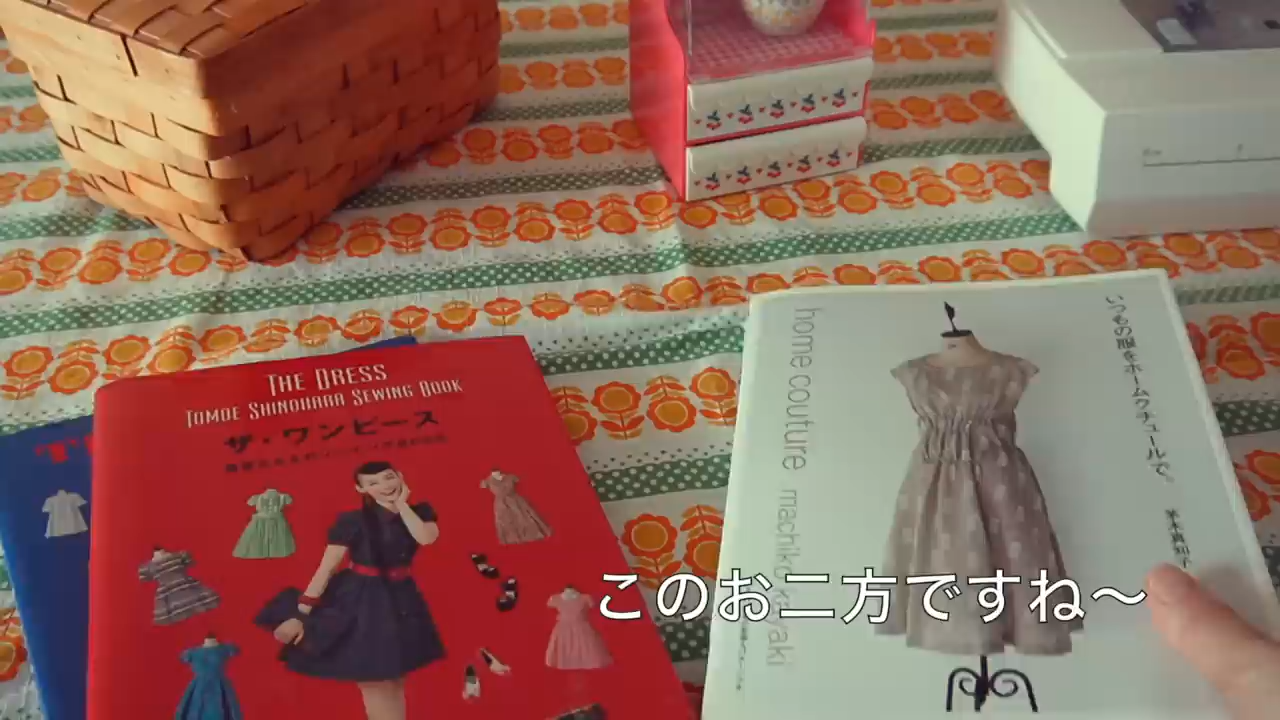 THE DRESS
TOMOE SHINOHARA SEWING BOOK
ザ・ワンピース
home couture machiko kayaki
いつもの服をホームクチュールで。
このお二方ですね〜